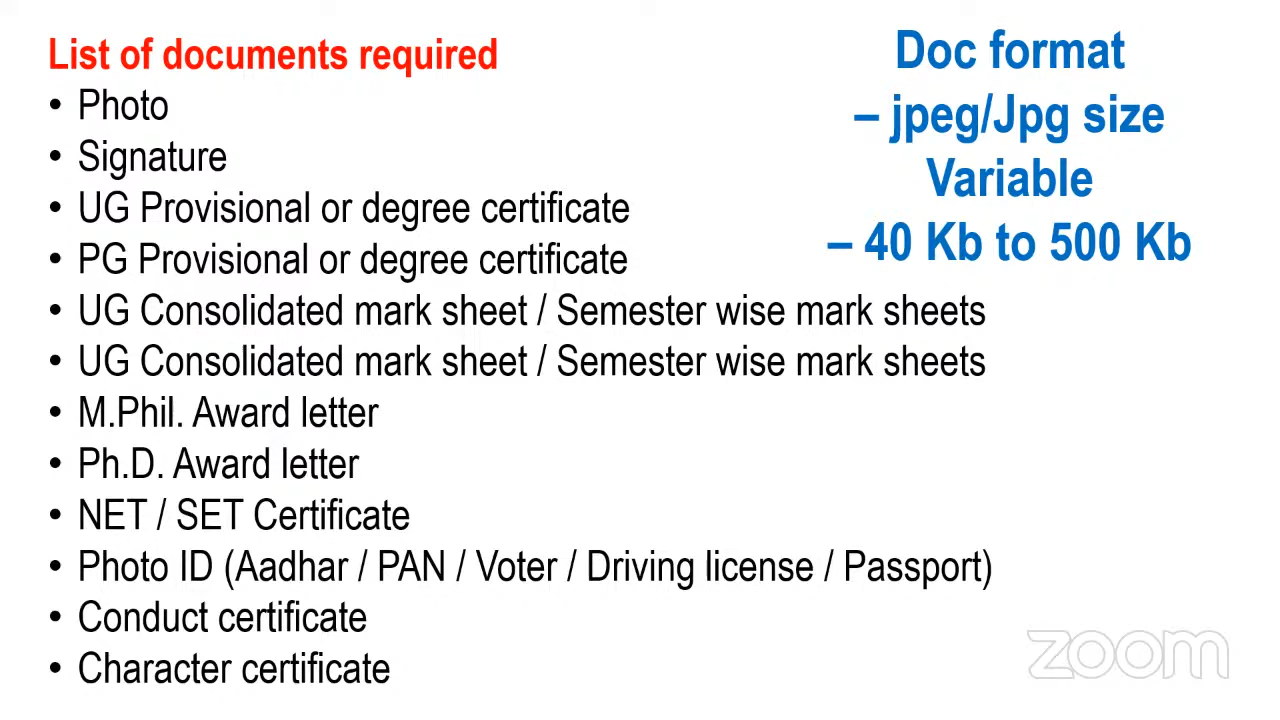 List of documents required
• Photo
• Signature
• UG Provisional or degree certificate
• PG Provisional or degree certificate
• UG Consolidated mark sheet / Semester wise mark sheets
• UG Consolidated mark sheet / Semester wise mark sheets
• M.Phil. Award letter
• Ph.D. Award letter
• NET / SET Certificate
• Photo ID (Aadhar / PAN / Voter / Driving license / Passport)
• Conduct certificate
• Character certificate
Doc format
– jpeg/Jpg size
Variable
– 40 Kb to 500 Kb
zoom